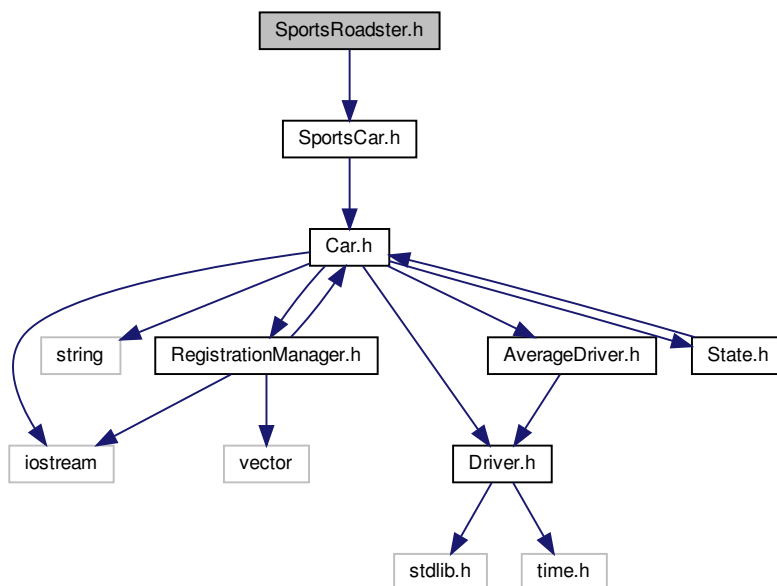 SportsRoadster.h
SportsCar.h
Car.h
string
RegistrationManager.h
AverageDriver.h
State.h
iostream
vector
Driver.h
stdlib.h
time.h